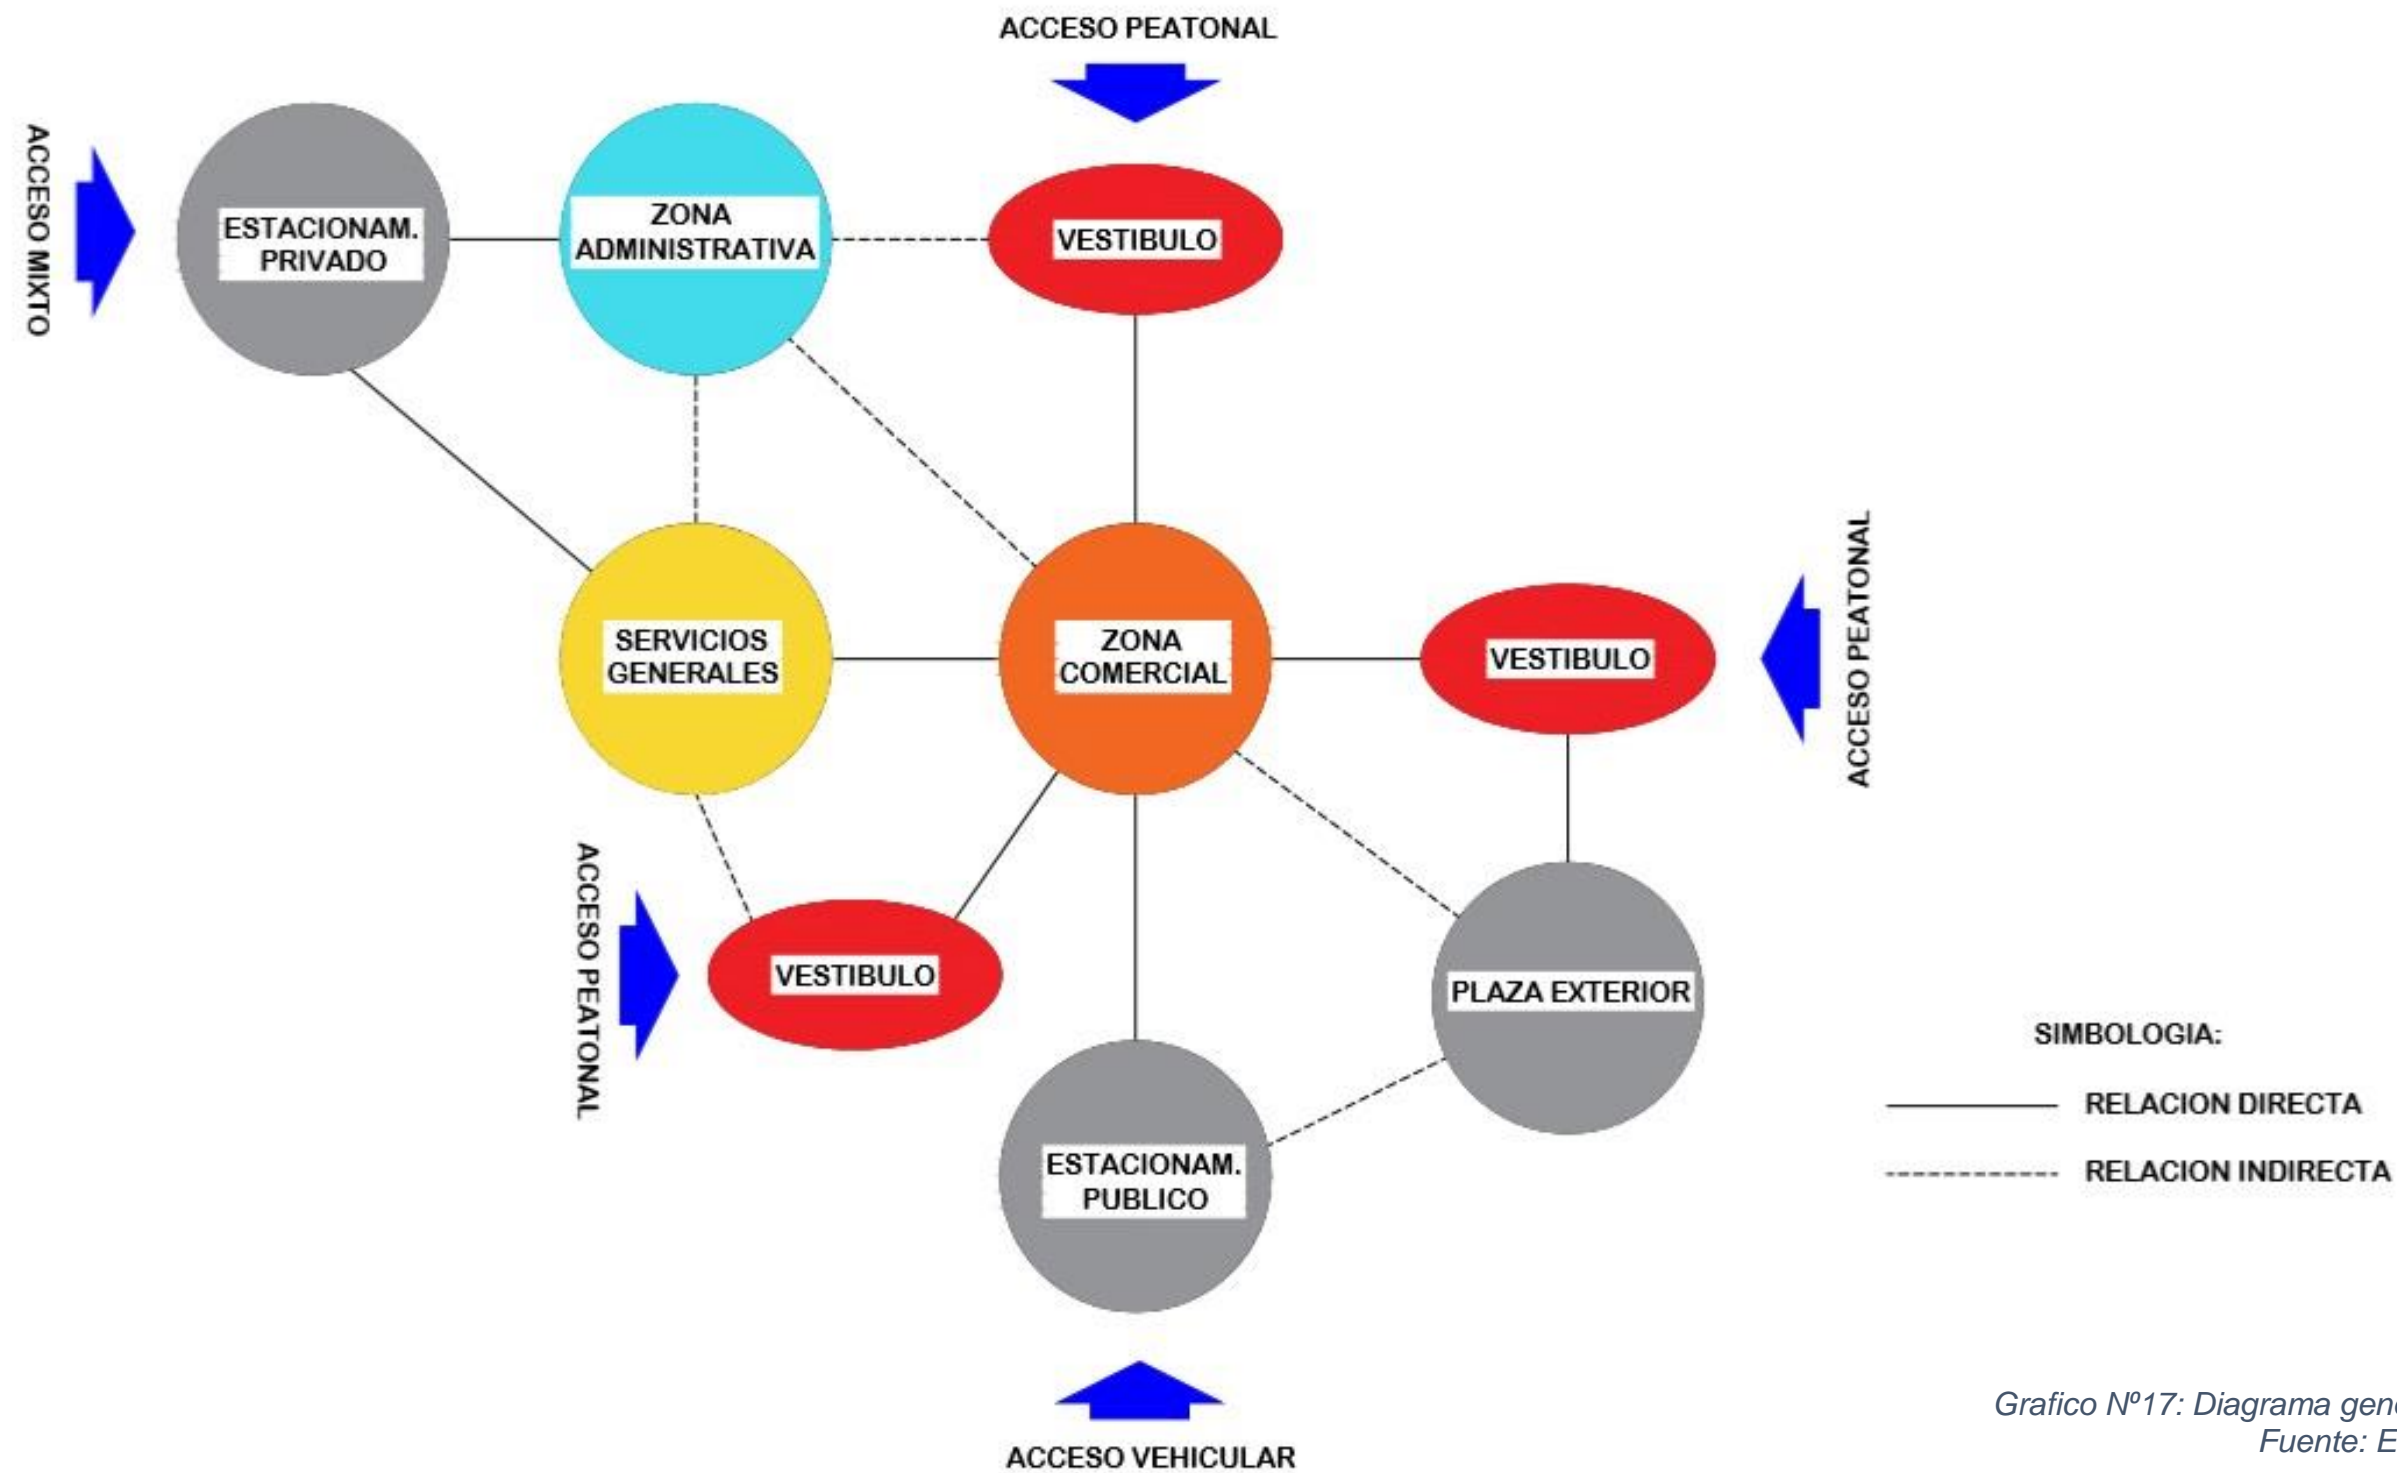 ACCESO PEATONAL
ACCESO MIXTO
ESTACIONAM.
PRIVADO
ZONA
ADMINISTRATIVA
VESTIBULO
SERVICIOS
GENERALES
ZONA
COMERCIAL
VESTIBULO
ACCESO PEATONAL
ACCESO PEATONAL
VESTIBULO
PLAZA EXTERIOR
ESTACIONAM.
PUBLICO
ACCESO VEHICULAR
SIMBOLOGIA:
RELACION DIRECTA
RELACION INDIRECTA
Grafico Nº17: Diagrama
Fuente: